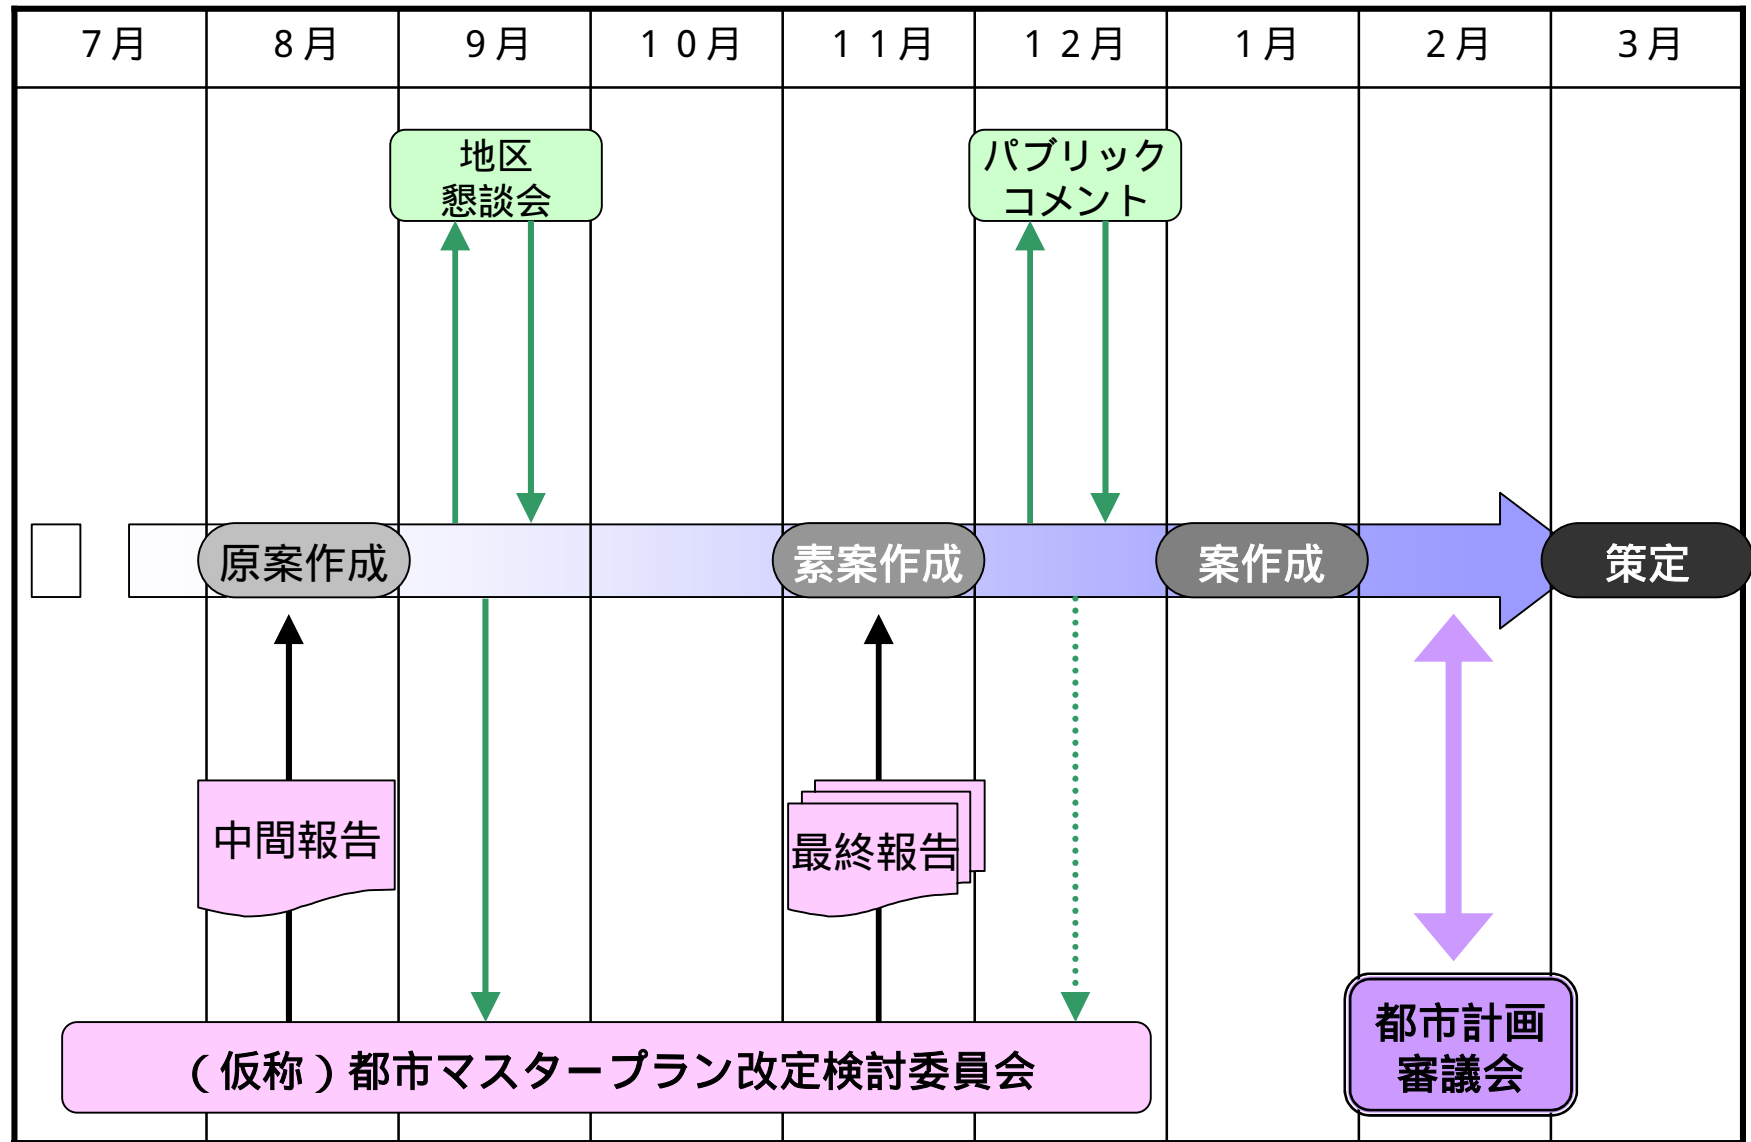 ７月 ８月 ９月 １０月 １１月 １２月 １月 ２月 ３月
地区
懇談会
パブリック
コメント
原案作成 素案作成 案作成 策定
中間報告
最終報告
（仮称）都市マスタープラン改定検討委員会
都市計画
審議会